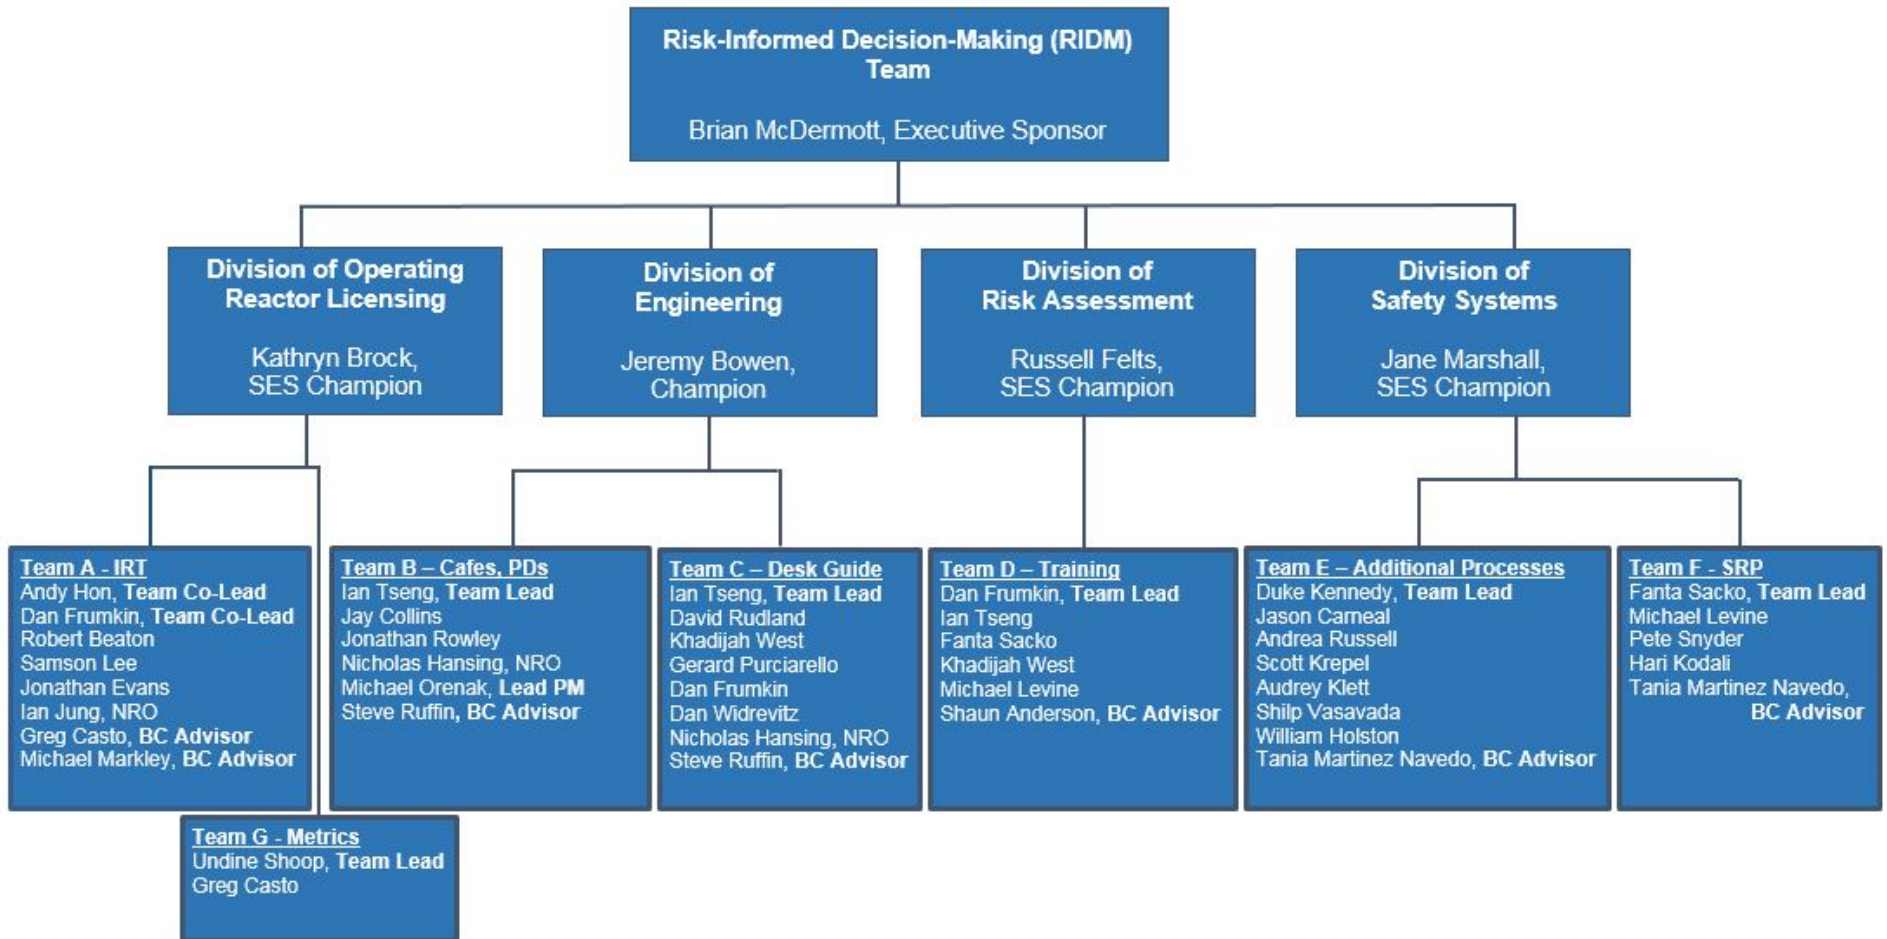 Risk-Informed Decision-Making (RIDM)
Team
Brian McDermott, Executive Sponsor
Division of Operating
Reactor Licensing
Kathryn Brock,
SES Champion
Division of
Engineering
Jeremy Bowen,
Champion
Division of
Risk Assessment
Russell Felts,
SES Champion
Division of
Safety Systems
Jane Marshall,
SES Champion
Team A - IRT
Andy Hon, Team Co-Lead
Dan Frumkin, Team Co-Lead
Robert Beaton
Samson Lee
Jonathan Evans
Ian Jung, NRO
Greg Casto, BC Advisor
Michael Markley, BC Advisor
Team B – Cafes, PDs
Ian Tseng, Team Lead
Jay Collins
Jonathan Rowley
Nicholas Hansing, NRO
Michael Orenak, Lead PM
Steve Ruffin, BC Advisor
Team C – Desk Guide
Ian Tseng, Team Lead
David Rudland
Khadijah West
Gerard Purciarello
Dan Frumkin
Dan Widrevitz
Nicholas Hansing, NRO
Steve Ruffin, BC Advisor
Team D – Training
Dan Frumkin, Team Lead
Ian Tseng
Fanta Sacko
Khadijah West
Michael Levine
Shaun Anderson, BC Advisor
Team E – Additional Processes
Duke Kennedy, Team Lead
Jason Carneal
Andrea Russell
Scott Krepel
Audrey Klett
Shilp Vasavada
William Holston
Tania Martinez Navedo, BC Advisor
Team F - SRP
Fanta Sacko, Team Lead
Michael Levine
Pete Snyder
Hari Kodali
Tania Martinez Navedo,
BC Advisor
Team G - Metrics
Undine Shoop, Team Lead
Greg Casto